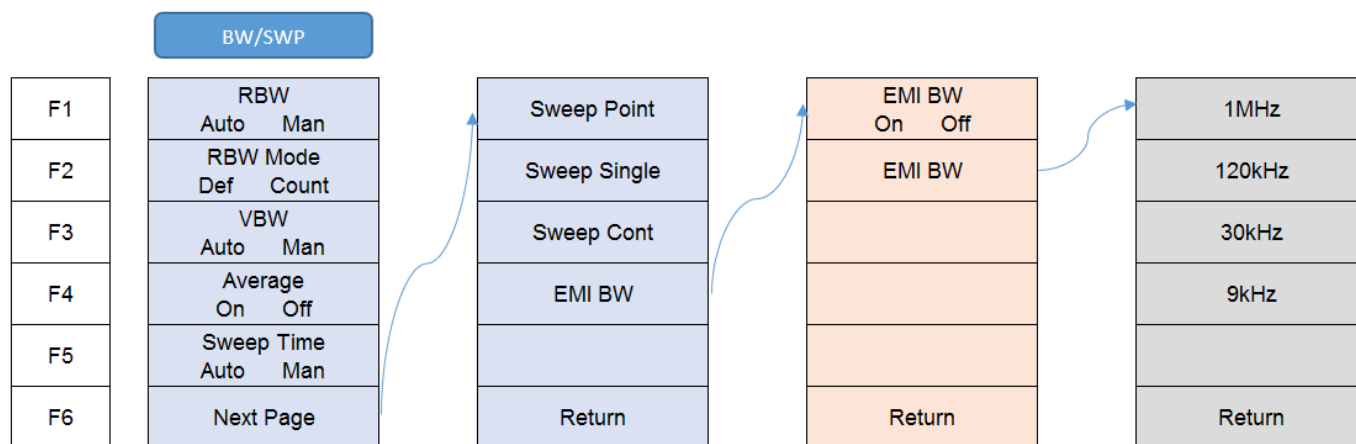 BW/SWP
F1
RBW
Auto Man
Sweep Point
EMI BW
On Off
1MHz
F2
RBW Mode
Def Count
Sweep Single
EMI BW
120kHz
F3
VBW
Auto Man
Sweep Cont
30kHz
F4
Average
On Off
EMI BW
9kHz
F5
Sweep Time
Auto Man
F6
Next Page
Return
Return
Return